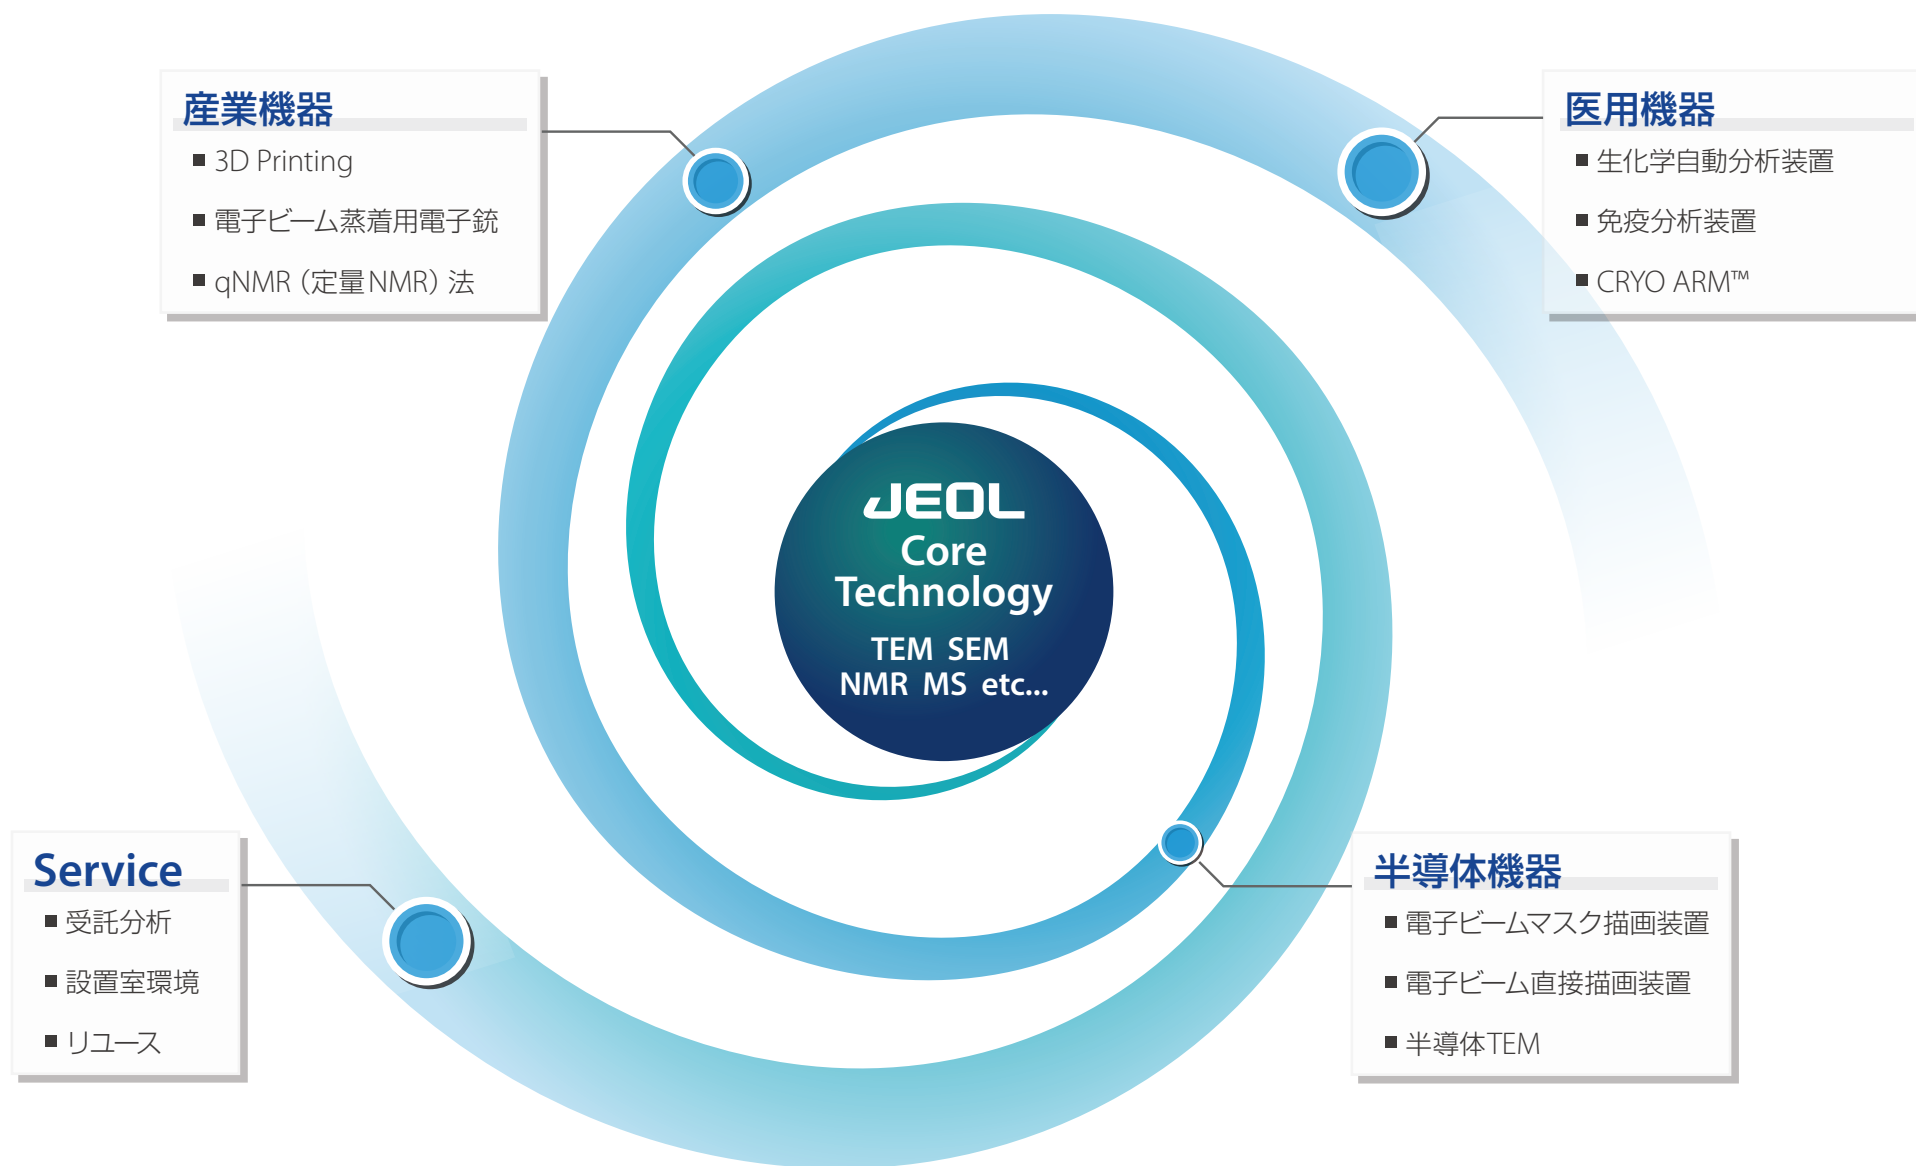 産業機器
■ 3D Printing
■ 電子ビーム蒸着用電子銃
■ qNMR（定量NMR）法
医用機器
■ 生化学自動分析装置
■ 免疫分析装置
■ CRYO ARM™
JEOL
Core
Technology
TEM SEM
NMR MS etc...
Service
■ 受託分析
■ 設置室環境
■ リユース
半導体機器
■ 電子ビームマスク描画装置
■ 電子ビーム直接描画装置
■ 半導体TEM